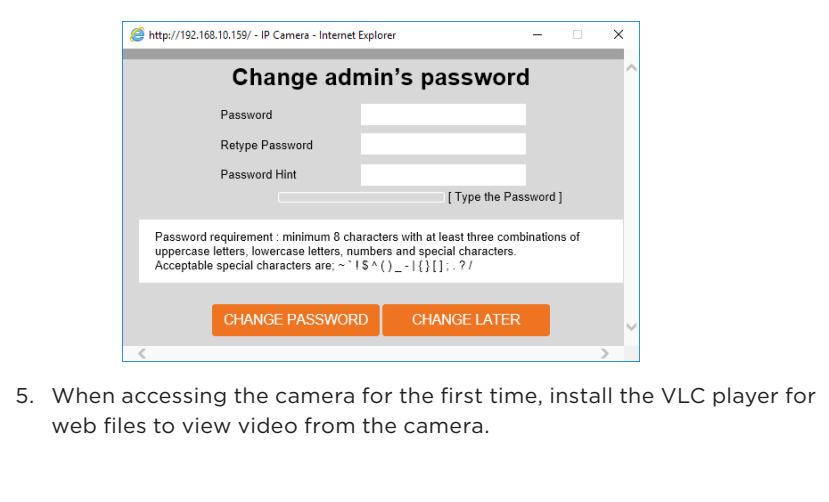 http://192.168.10.159/ - IP Camera - Internet Explorer
Change admin's password
Password
Retype Password
Password Hint
[ Type the Password ]
Password requirement : minimum 8 characters with at least three combinations of
uppercase letters, lowercase letters, numbers and special characters.
Acceptable special characters are; ~ ` ! $ ^ ( ) _ - | { } [ ] ; . ? /
CHANGE PASSWORD
CHANGE LATER
5. When accessing the camera for the first time, install the VLC player for
web files to view video from the camera.